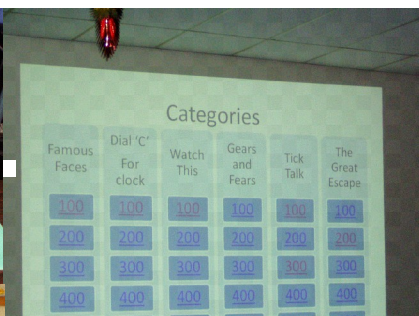 Categories
Famous
Faces
Dial 'C'
For
clock
Watch
This
Gears
and
Fears
Tick
Talk
The
Great
Escape
100 100 100 100 100 100
200 200 200 200 200 200
300 300 300 300 300 300
400 400 400 400 400 400